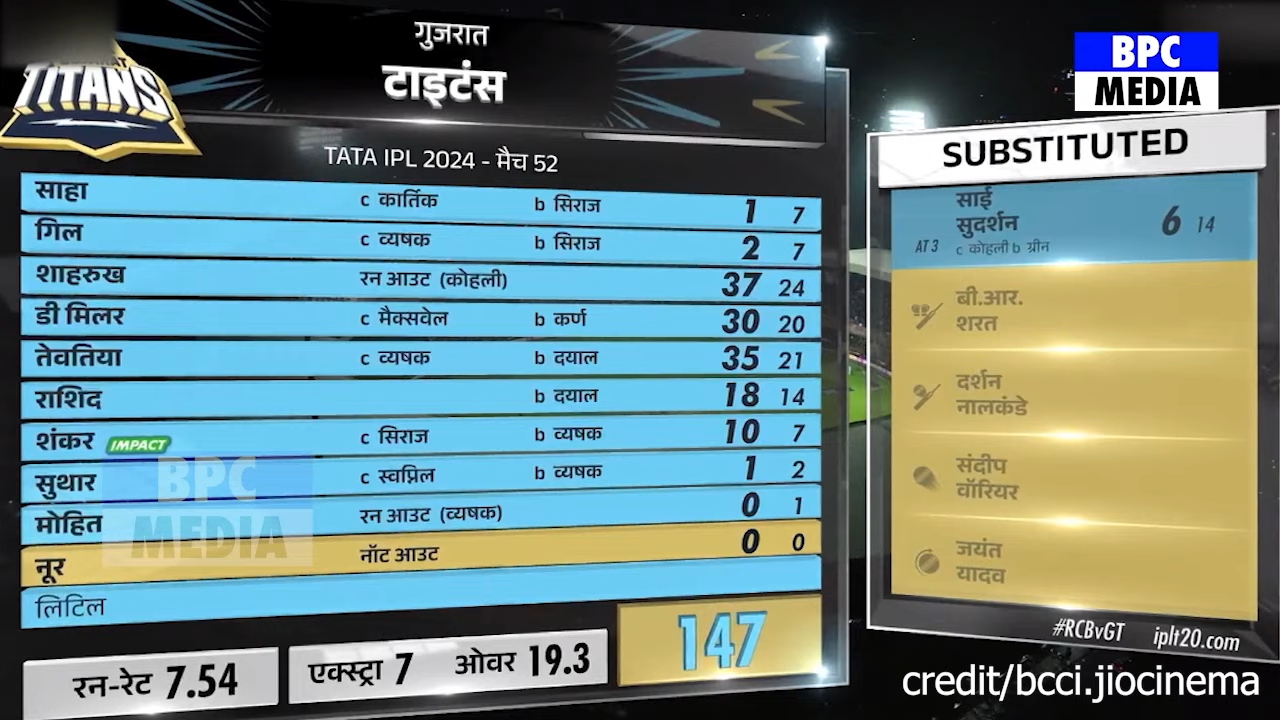 TITANS
गुजरात
टाइटंस
BPC
MEDIA
TATA IPL 2024 - मैच 52
साहा c कार्तिक b सिराज 1 7
गिल c व्यषक b सिराज 2 7
शाहरुख रन आउट (कोहली) 37 24
डी मिलर c मैक्सवेल b कर्ण 30 20
तेवतिया c व्यषक b दयाल 35 21
राशिद b दयाल 18 14
शंकर IMPACT c सिराज b व्यषक 10 7
सुथार c स्वप्निल b व्यषक 1 2
मोहित रन आउट (व्यषक) 0 1
नूर नॉट आउट 0 0
लिटिल
BPC
MEDIA
रन-रेट 7.54 एक्स्ट्रा 7 ओवर 19.3 147
SUBSTITUTED
साई
सुदर्शन 6 14
AT 3 c कोहली b ग्रीन
बी.आर.
शरत
दर्शन
नालकंडे
संदीप
वॉरियर
जयंत
यादव
#RCBvGT iplt20.com
credit/bcci.jiocinema